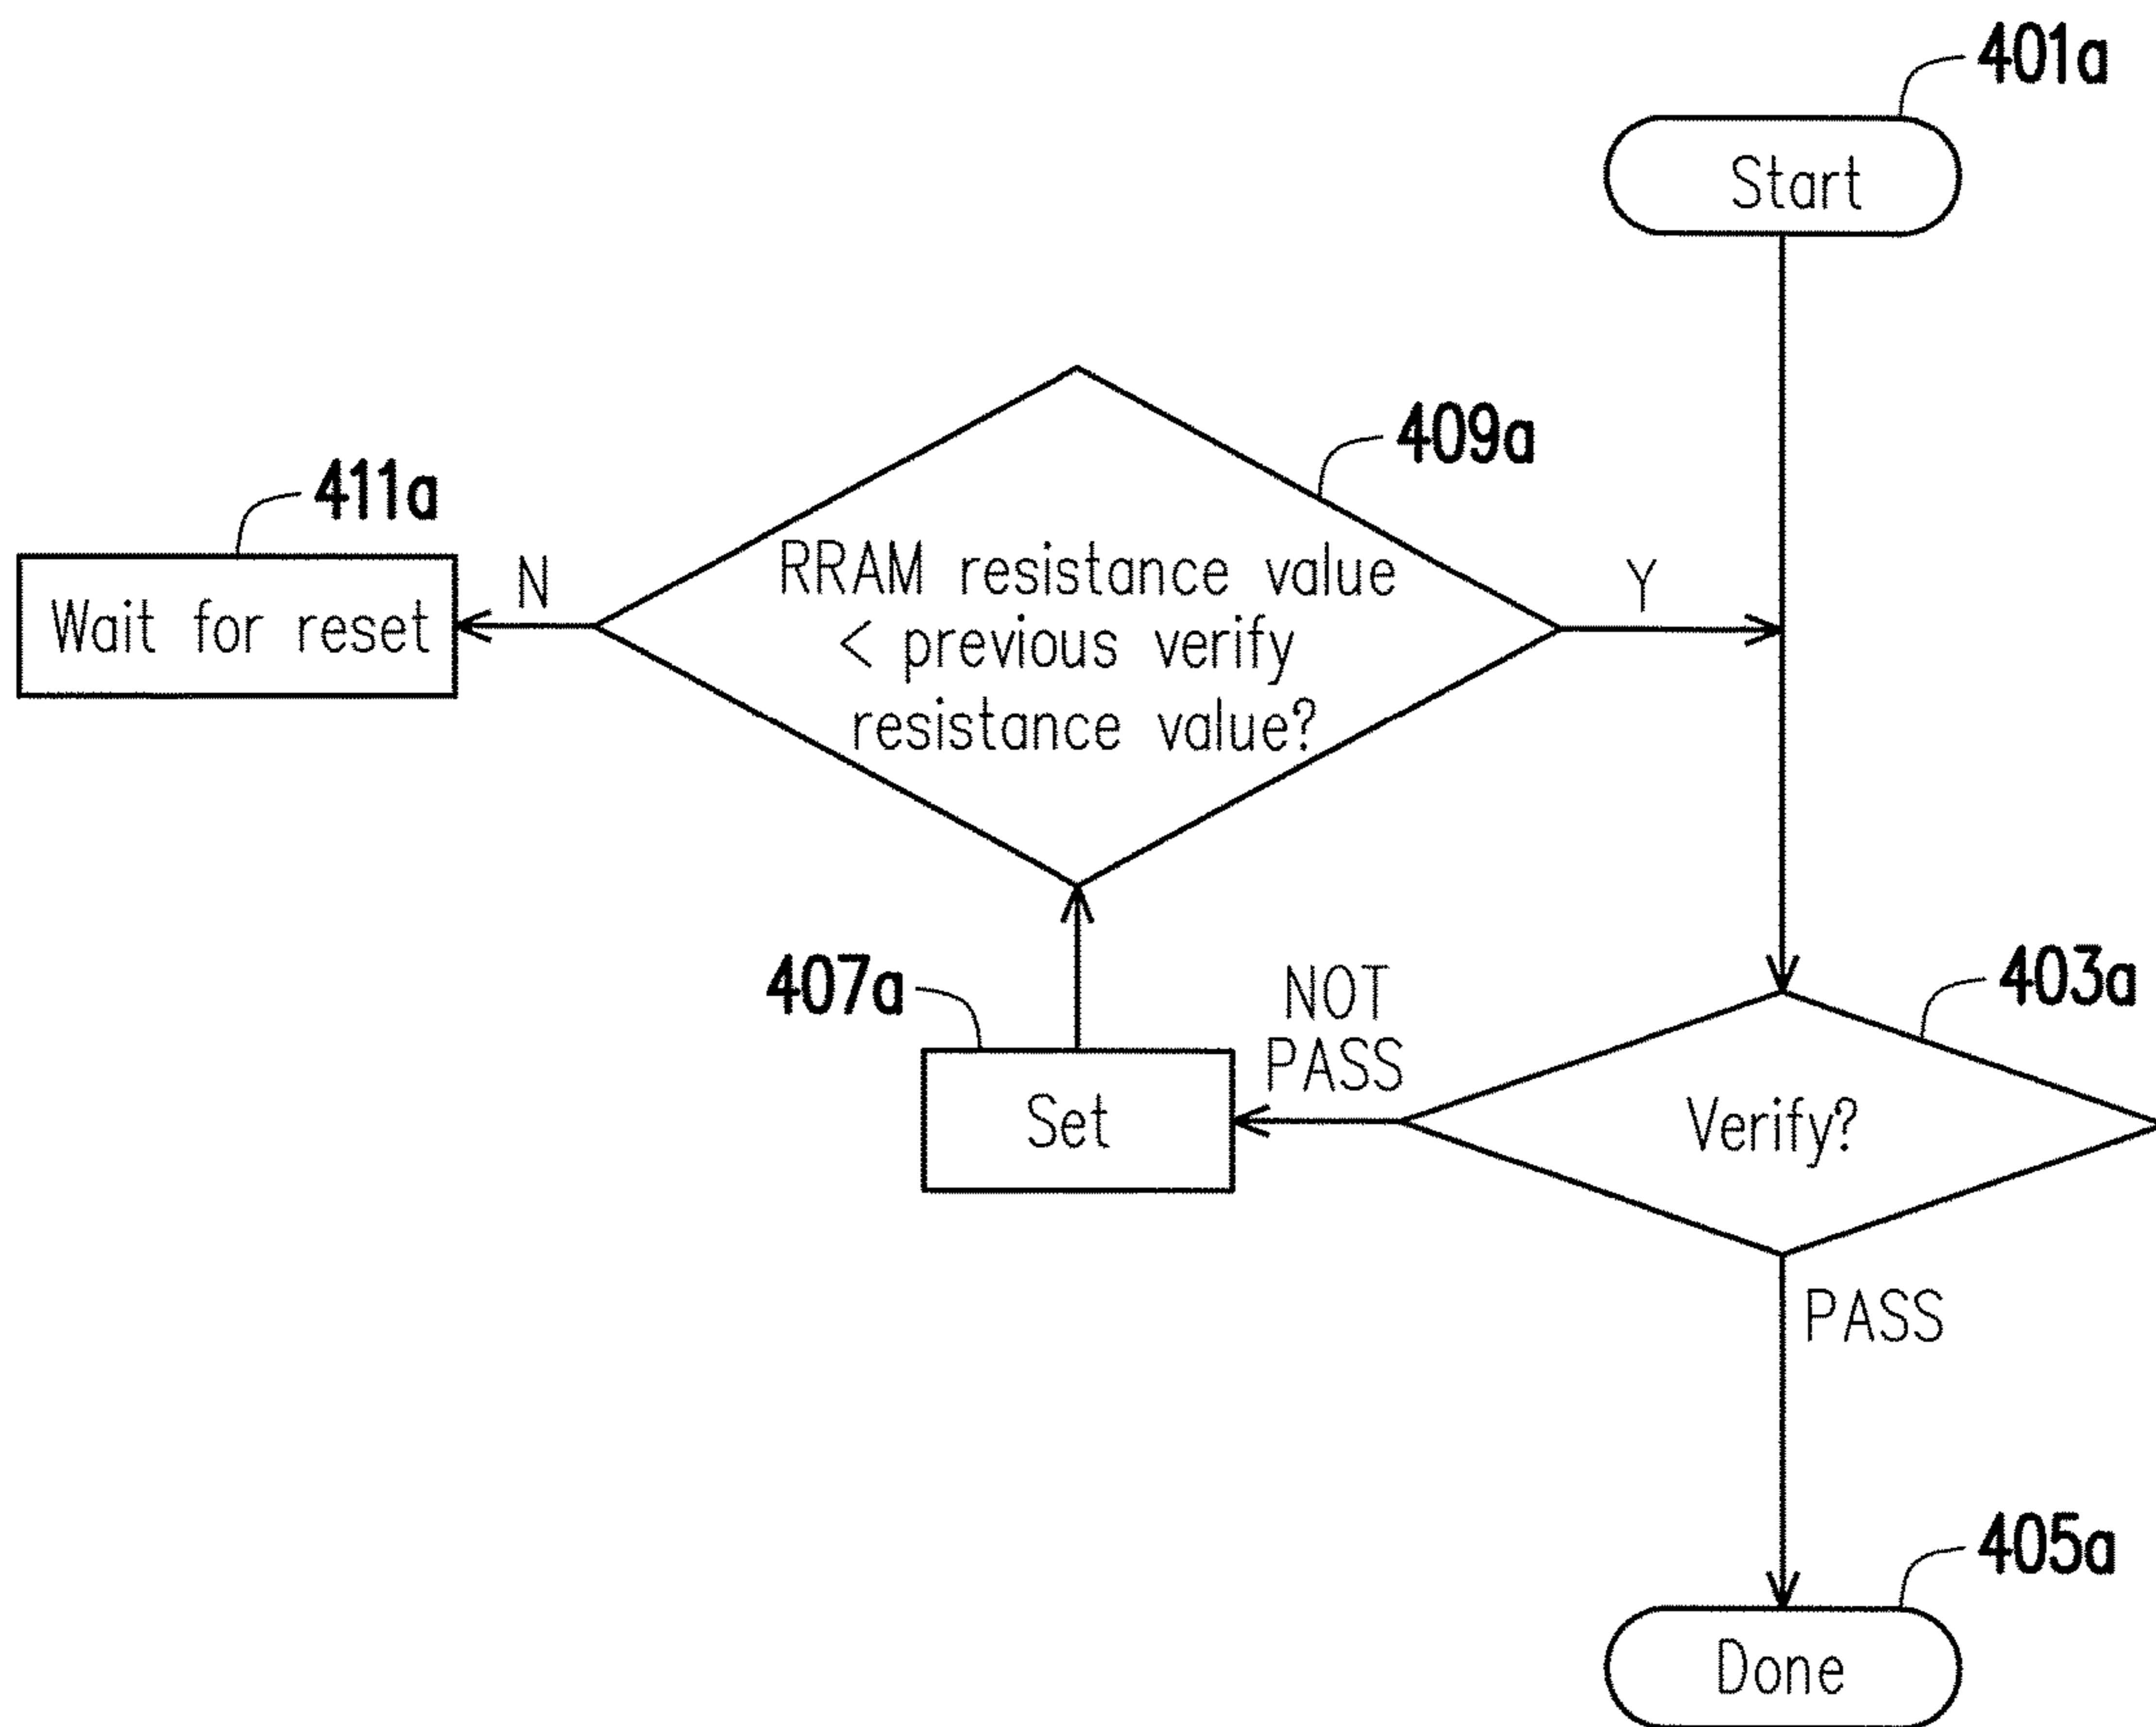 401a
Start
409a
411a
RRAM resistance value
< previous verify
resistance value?
N
Y
Wait for reset
407a
NOT
PASS
403a
Set
Verify?
PASS
405a
Done